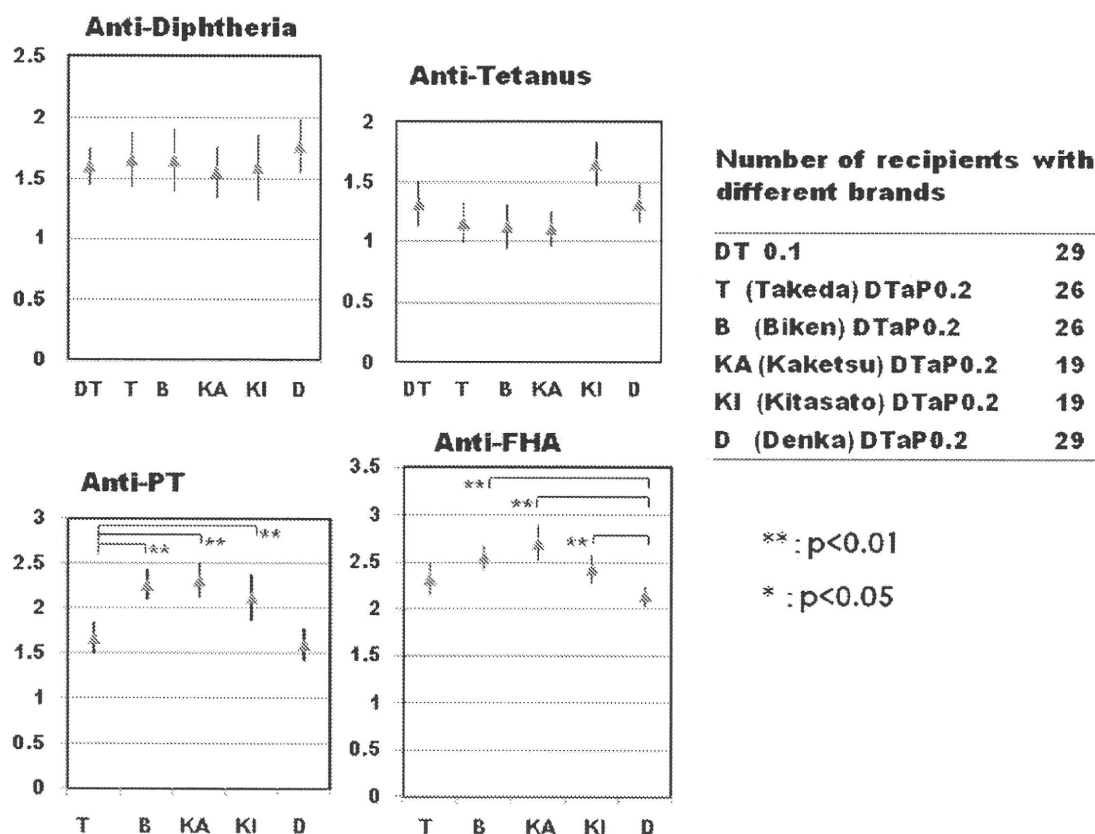 Anti-Diphtheria
2.5
2
1.5
1
0.5
0
DT T B KA KI D
Anti-Tetanus
2
1.5
1
0.5
0
DT T B KA KI D
Number of recipients with
different brands
DT 0.1 29
T (Takeda) DTaP0.2 26
B (Biken) DTaP0.2 26
KA (Kaketsu) DTaP0.2 19
KI (Kitasato) DTaP0.2 19
D (Denka) DTaP0.2 29
Anti-PT
3
2.5
2
1.5
1
0.5
0
** ** **
T B KA KI D
Anti-FHA
3.5
3
2.5
2
1.5
1
0.5
0
**
**
**
T B KA KI D
** : p<0.01
* : p<0.05